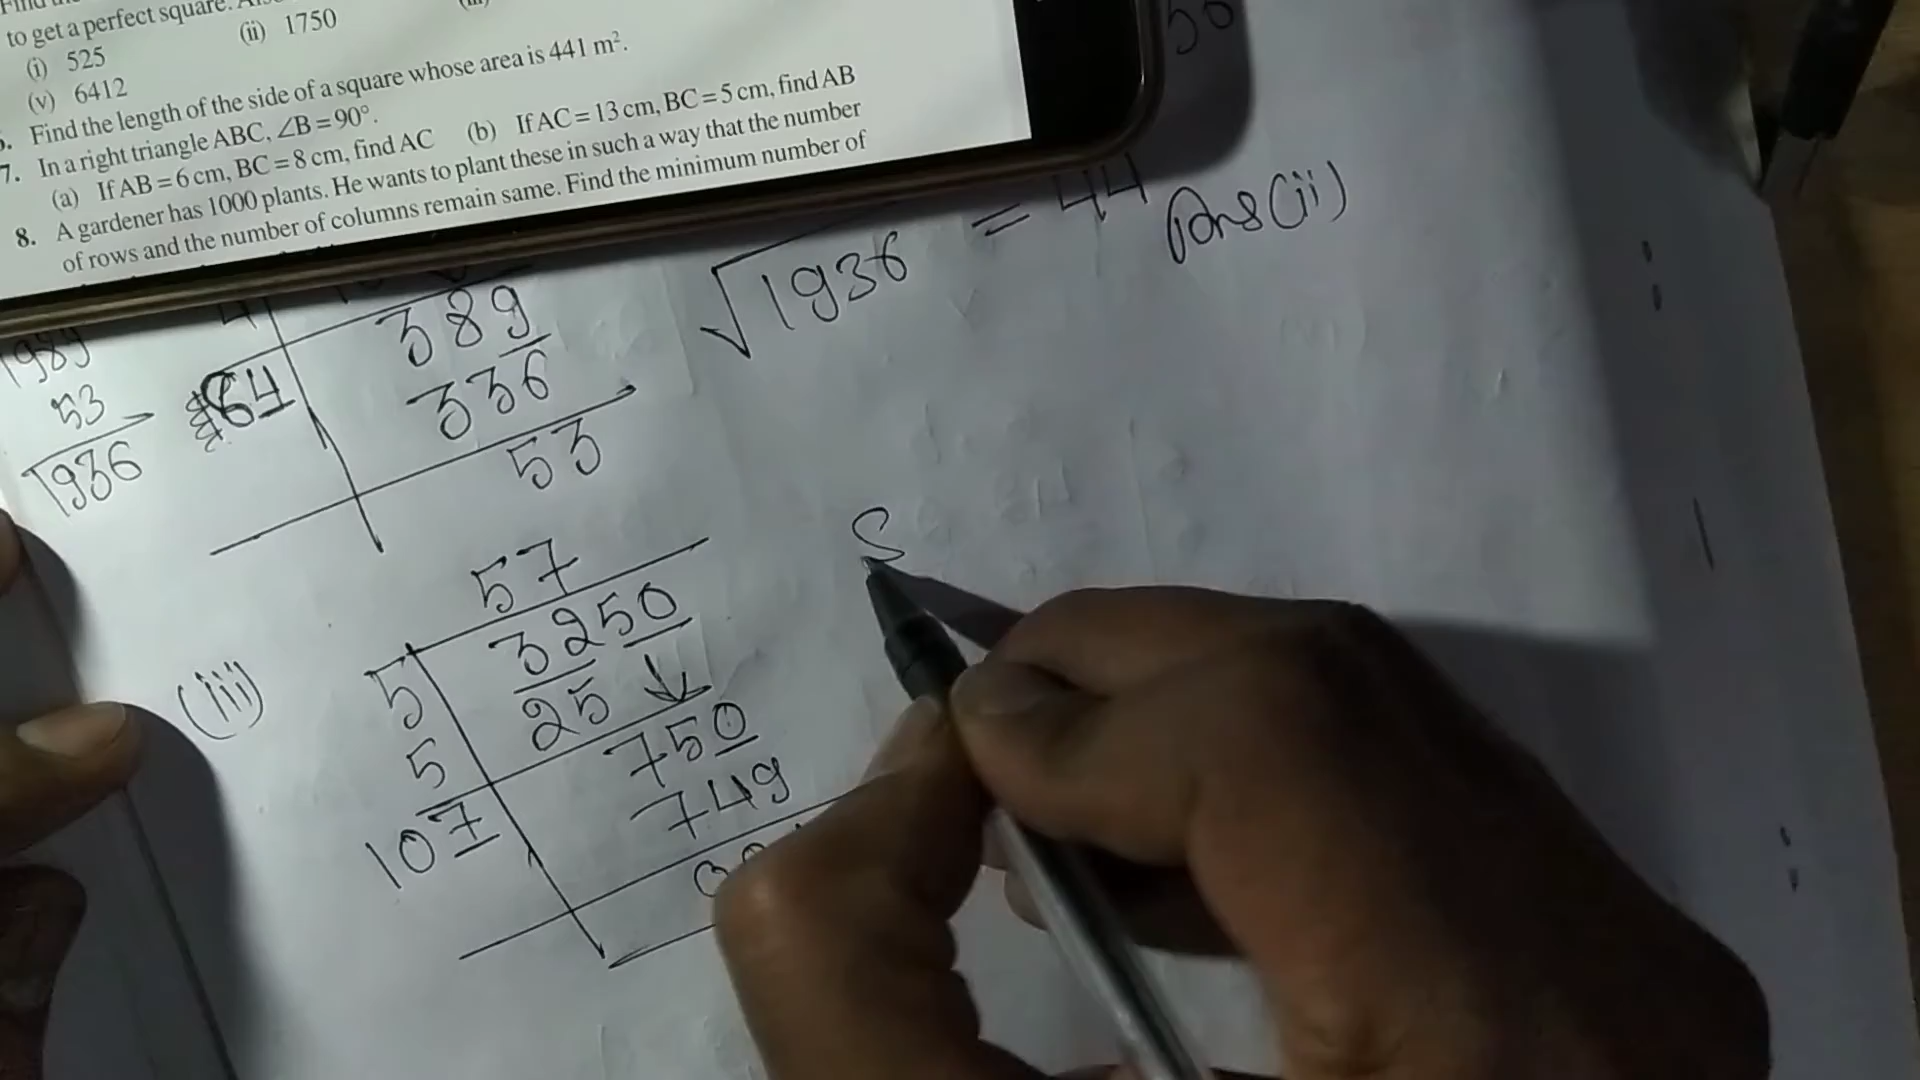 to get a perfect square.
(i) 525 (ii) 1750
(v) 6412
Find the length of the side of a square whose area is 441 m².
7. In a right triangle ABC, ∠B = 90°.
(a) If AB = 6 cm, BC = 8 cm, find AC (b) If AC = 13 cm, BC = 5 cm, find AB
8. A gardener has 1000 plants. He wants to plant these in such a way that the number
of rows and the number of columns remain same. Find the minimum number of
√1936 = 44 Ans (ii)
1989
53
1936
389
84 336
53
57
(iii) 5 3250
25
5 750
107 749
S